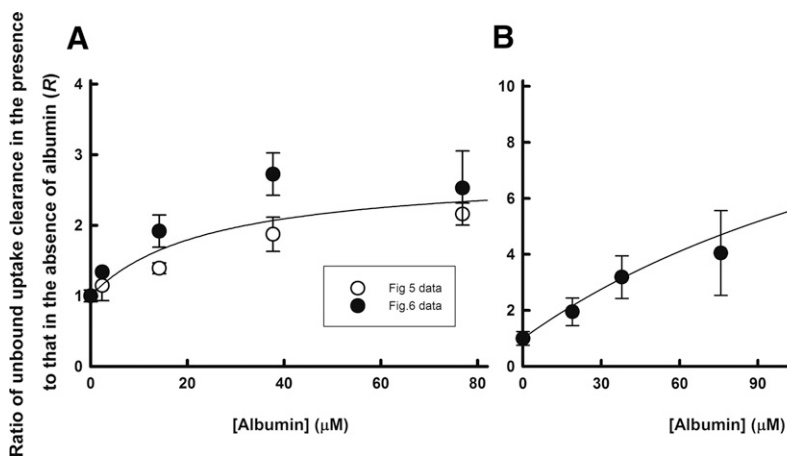 Ratio of unbound uptake clearance in the presence
to that in the absence of albumin (R)
A
4
3
2
1
0
0 20 40 60 80
[Albumin] (μM)
Fig 5 data
Fig.6 data
B
10
8
6
4
2
0
0 30 60 90
[Albumin] (μM)